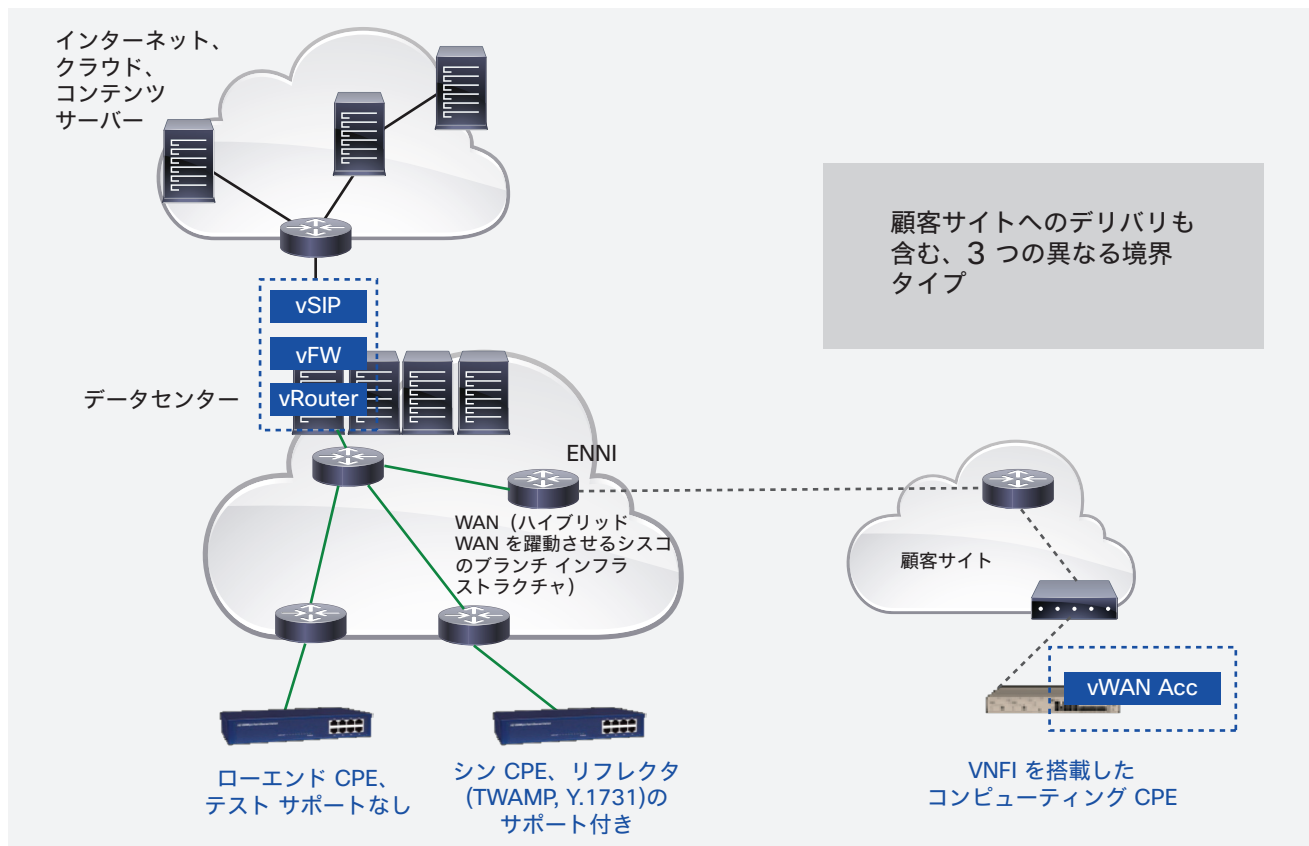 インターネット、
クラウド、
コンテンツ
サーバー
顧客サイトへのデリバリも
含む、3 つの異なる境界
タイプ
vSIP
vFW
vRouter
データセンター
ENNI
WAN（ハイブリッド
WAN を躍動させるシスコ
のブランチ インフラ
ストラクチャ）
顧客サイト
vWAN Acc
ローエンド CPE、
テスト サポートなし
シン CPE、リフレクタ
(TWAMP, Y.1731)の
サポート付き
VNFI を搭載した
コンピューティング CPE